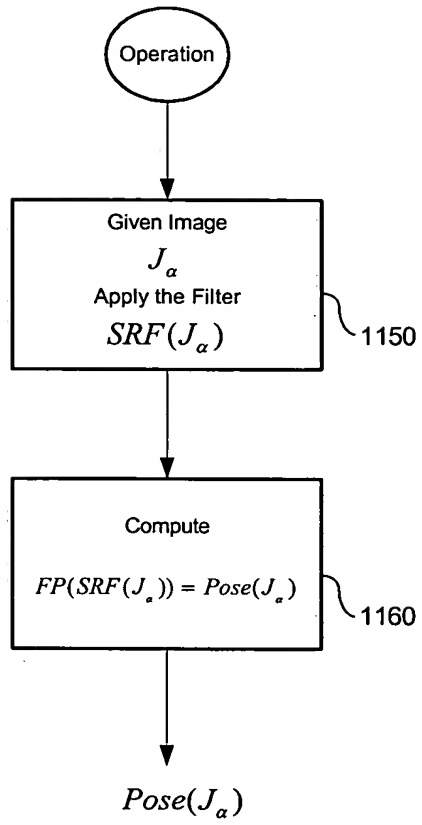 Operation
Given Image
J_α
Apply the Filter
SRF(J_α)
1150
Compute
FP(SRF(J_α)) = Pose(J_α)
1160
Pose(J_α)